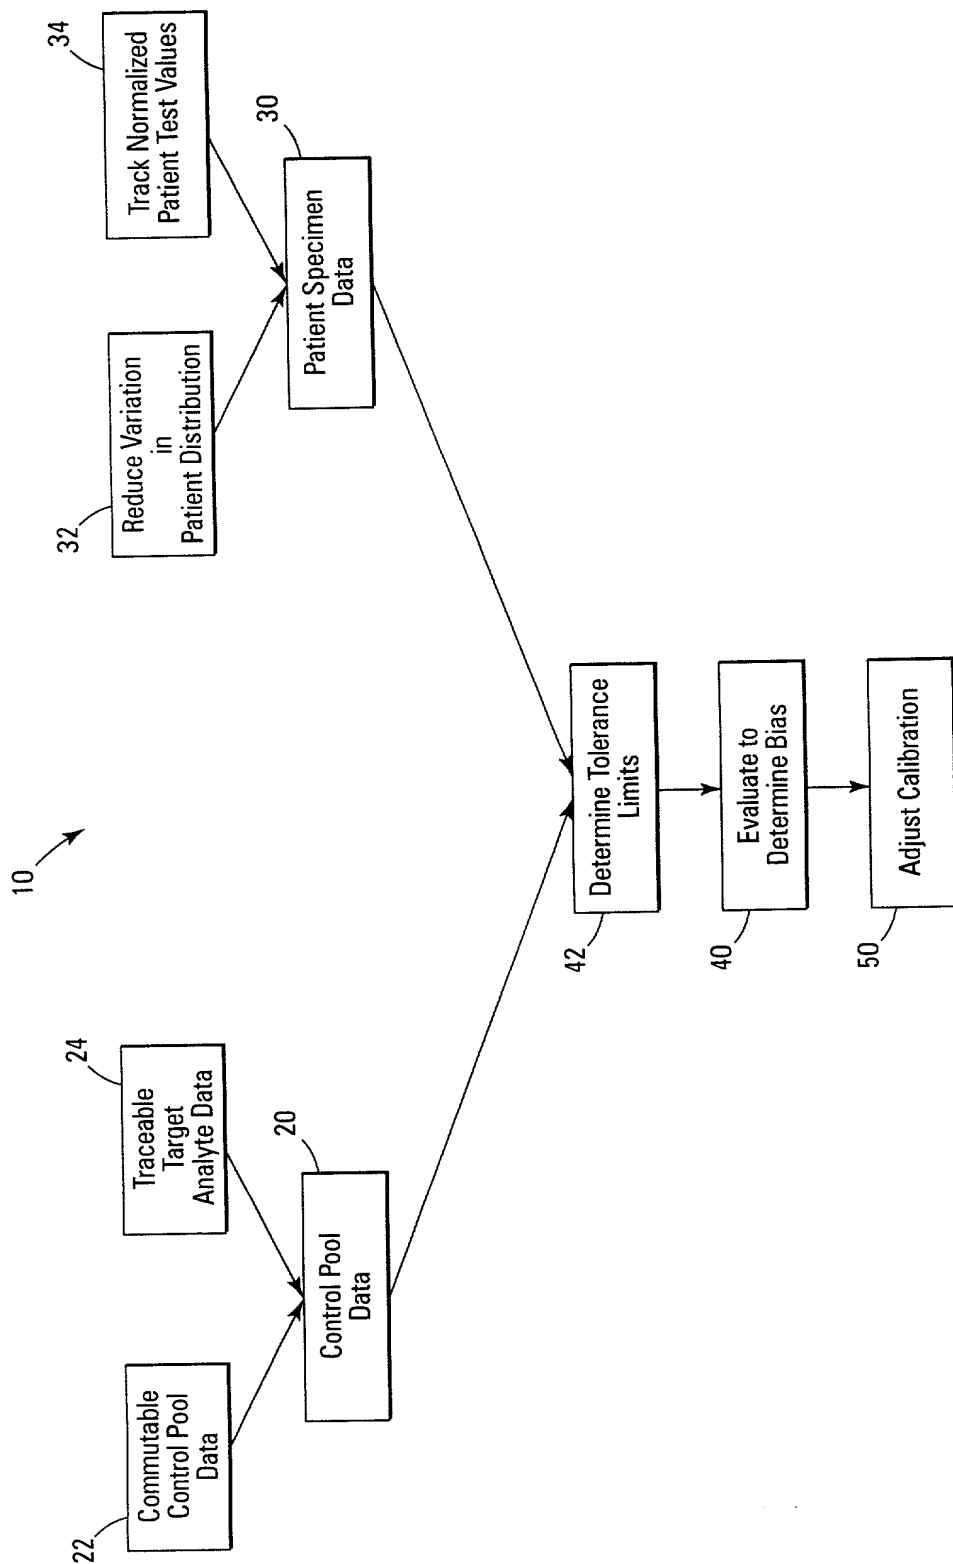 10
22
Commutable
Control Pool
Data
24
Traceable
Target
Analyte Data
20
Control Pool
Data
32
Reduce Variation
in
Patient Distribution
34
Track Normalized
Patient Test Values
30
Patient Specimen
Data
42
Determine Tolerance
Limits
40
Evaluate to
Determine Bias
50
Adjust Calibration